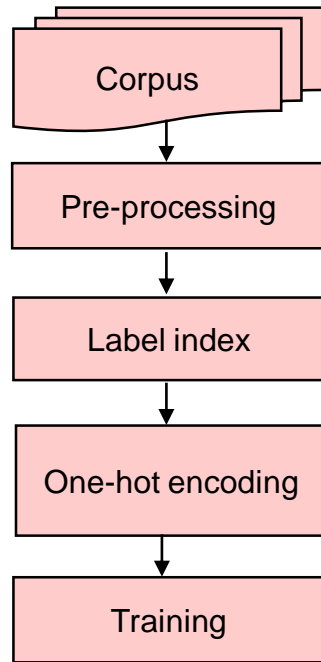 Corpus
Pre-processing
Label index
One-hot encoding
Training